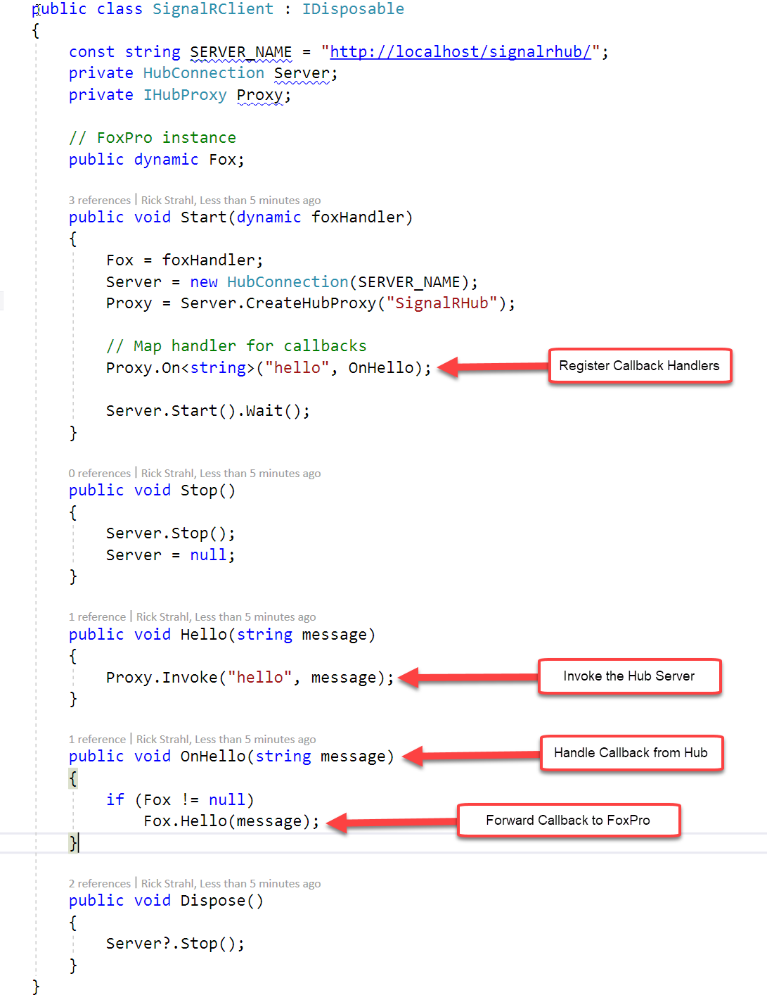 public class SignalRClient : IDisposable
{
const string SERVER_NAME = "http://localhost/signalrhub/";
private HubConnection Server;
private IHubProxy Proxy;
// FoxPro instance
public dynamic Fox;
3 references | Rick Strahl, Less than 5 minutes ago
public void Start(dynamic foxHandler)
{
Fox = foxHandler;
Server = new HubConnection(SERVER_NAME);
Proxy = Server.CreateHubProxy("SignalRHub");
// Map handler for callbacks
Proxy.On<string>("hello", OnHello);
Register Callback Handlers
Server.Start().Wait();
}
0 references | Rick Strahl, Less than 5 minutes ago
public void Stop()
{
Server.Stop();
Server = null;
}
1 reference | Rick Strahl, Less than 5 minutes ago
public void Hello(string message)
{
Proxy.Invoke("hello", message);
Invoke the Hub Server
}
1 reference | Rick Strahl, Less than 5 minutes ago
public void OnHello(string message)
Handle Callback from Hub
{
if (Fox != null)
Fox.Hello(message);
Forward Callback to FoxPro
}
2 references | Rick Strahl, Less than 5 minutes ago
public void Dispose()
{
Server?.Stop();
}
}